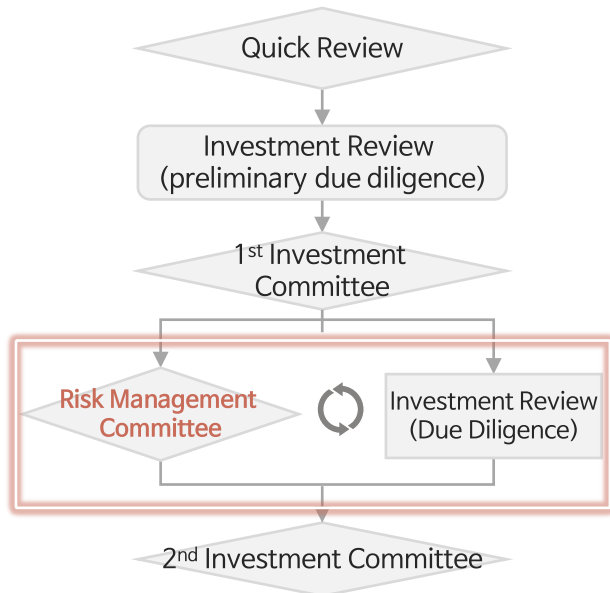 Quick Review
Investment Review
(preliminary due diligence)
1st Investment
Committee
Risk Management
Committee
Investment Review
(Due Diligence)
2nd Investment Committee